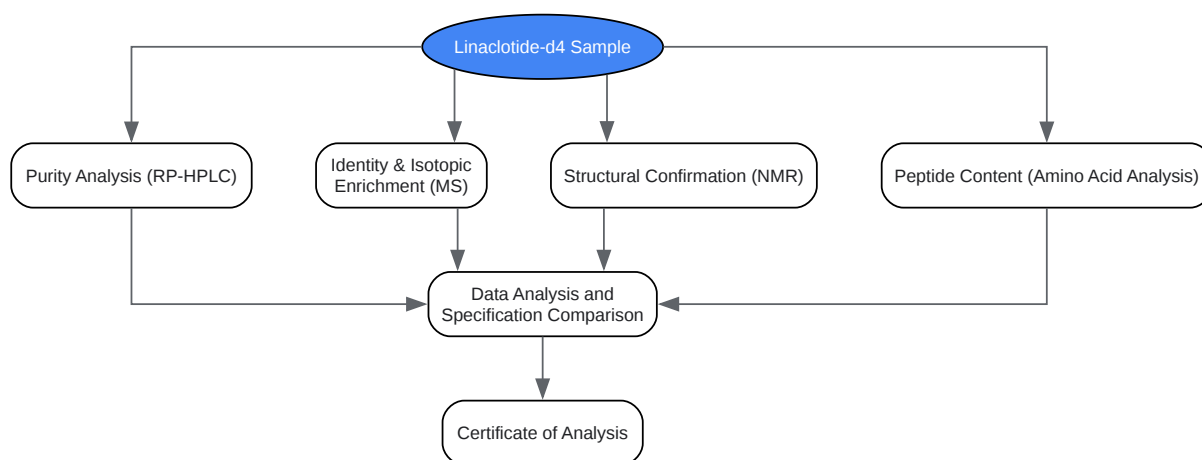 Linaclotide-d4 Sample
Purity Analysis (RP-HPLC)
Identity & Isotopic
Enrichment (MS)
Structural Confirmation (NMR)
Peptide Content (Amino Acid Analysis)
Data Analysis and
Specification Comparison
Certificate of Analysis